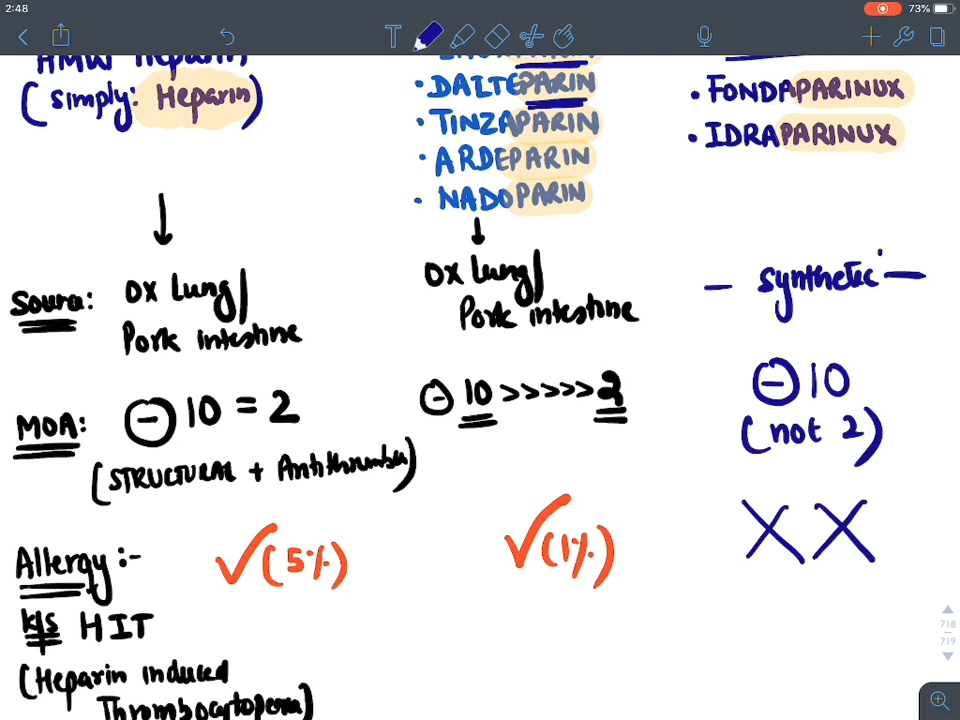 2:48
73%
HMW Heparin
(simply: Heparin)
• DALTEPARIN
• TINZAPARIN
• ARDEPARIN
• NADOPARIN
• FONDAPARINUX
• IDRAPARINUX
Source:
OX Lung/
Pork intestine
OX Lung/
Pork intestine
— Synthetic —
MOA:
⊖ 10 = 2
(STRUCTURAL + Antithrombin)
⊖ 10 >>>>> 2
⊖ 10
(not 2)
Allergy :-
✓(5%)
✓(1%)
X X
HIT
(Heparin induced
Thrombocytopenia)
718
719